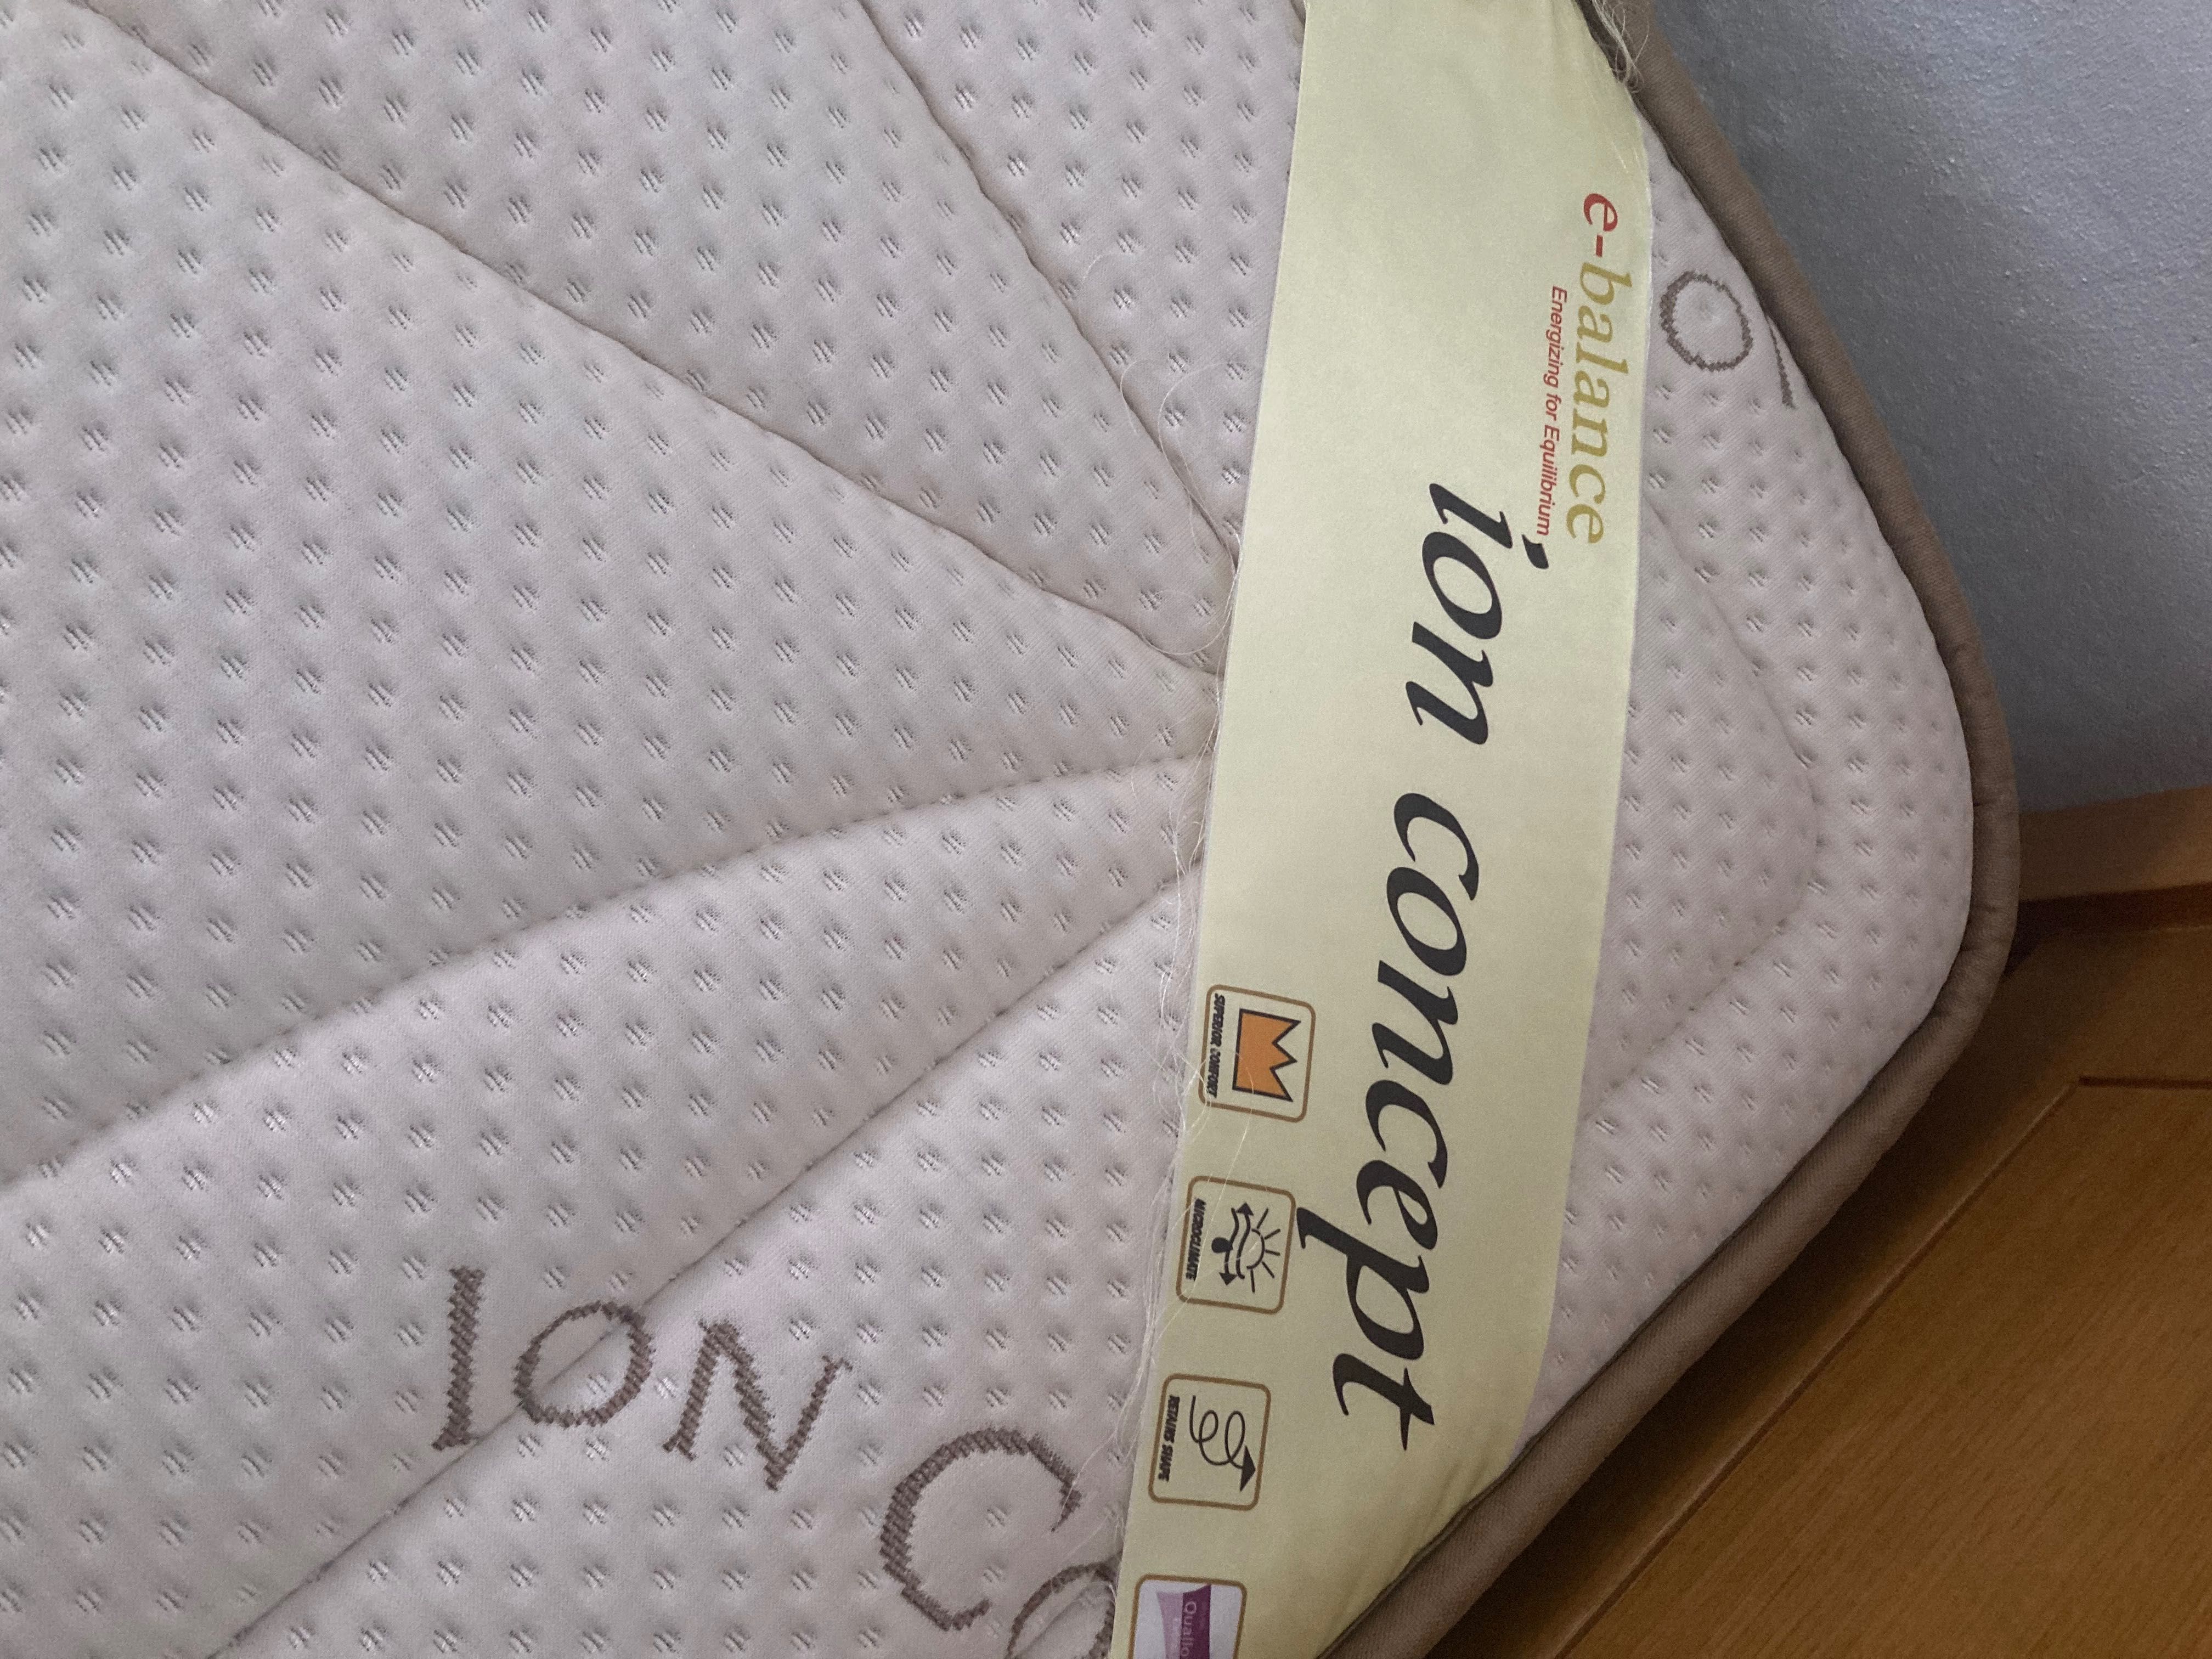 e-balance
Energizing for Equilibrium
ion concept
SUPERIOR COMFORT
MICROCLIMATE
RETAINS SHAPE
ION Co